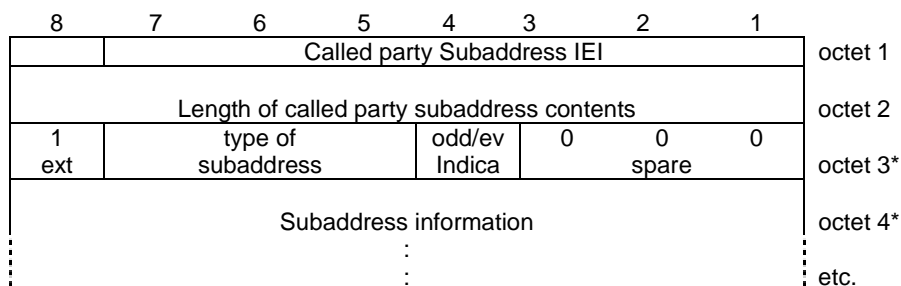 8 7 6 5 4 3 2 1
Called party Subaddress IEI octet 1
Length of called party subaddress contents octet 2
1 type of odd/ev 0 0 0
ext subaddress Indica spare octet 3*
Subaddress information octet 4*
:
: etc.